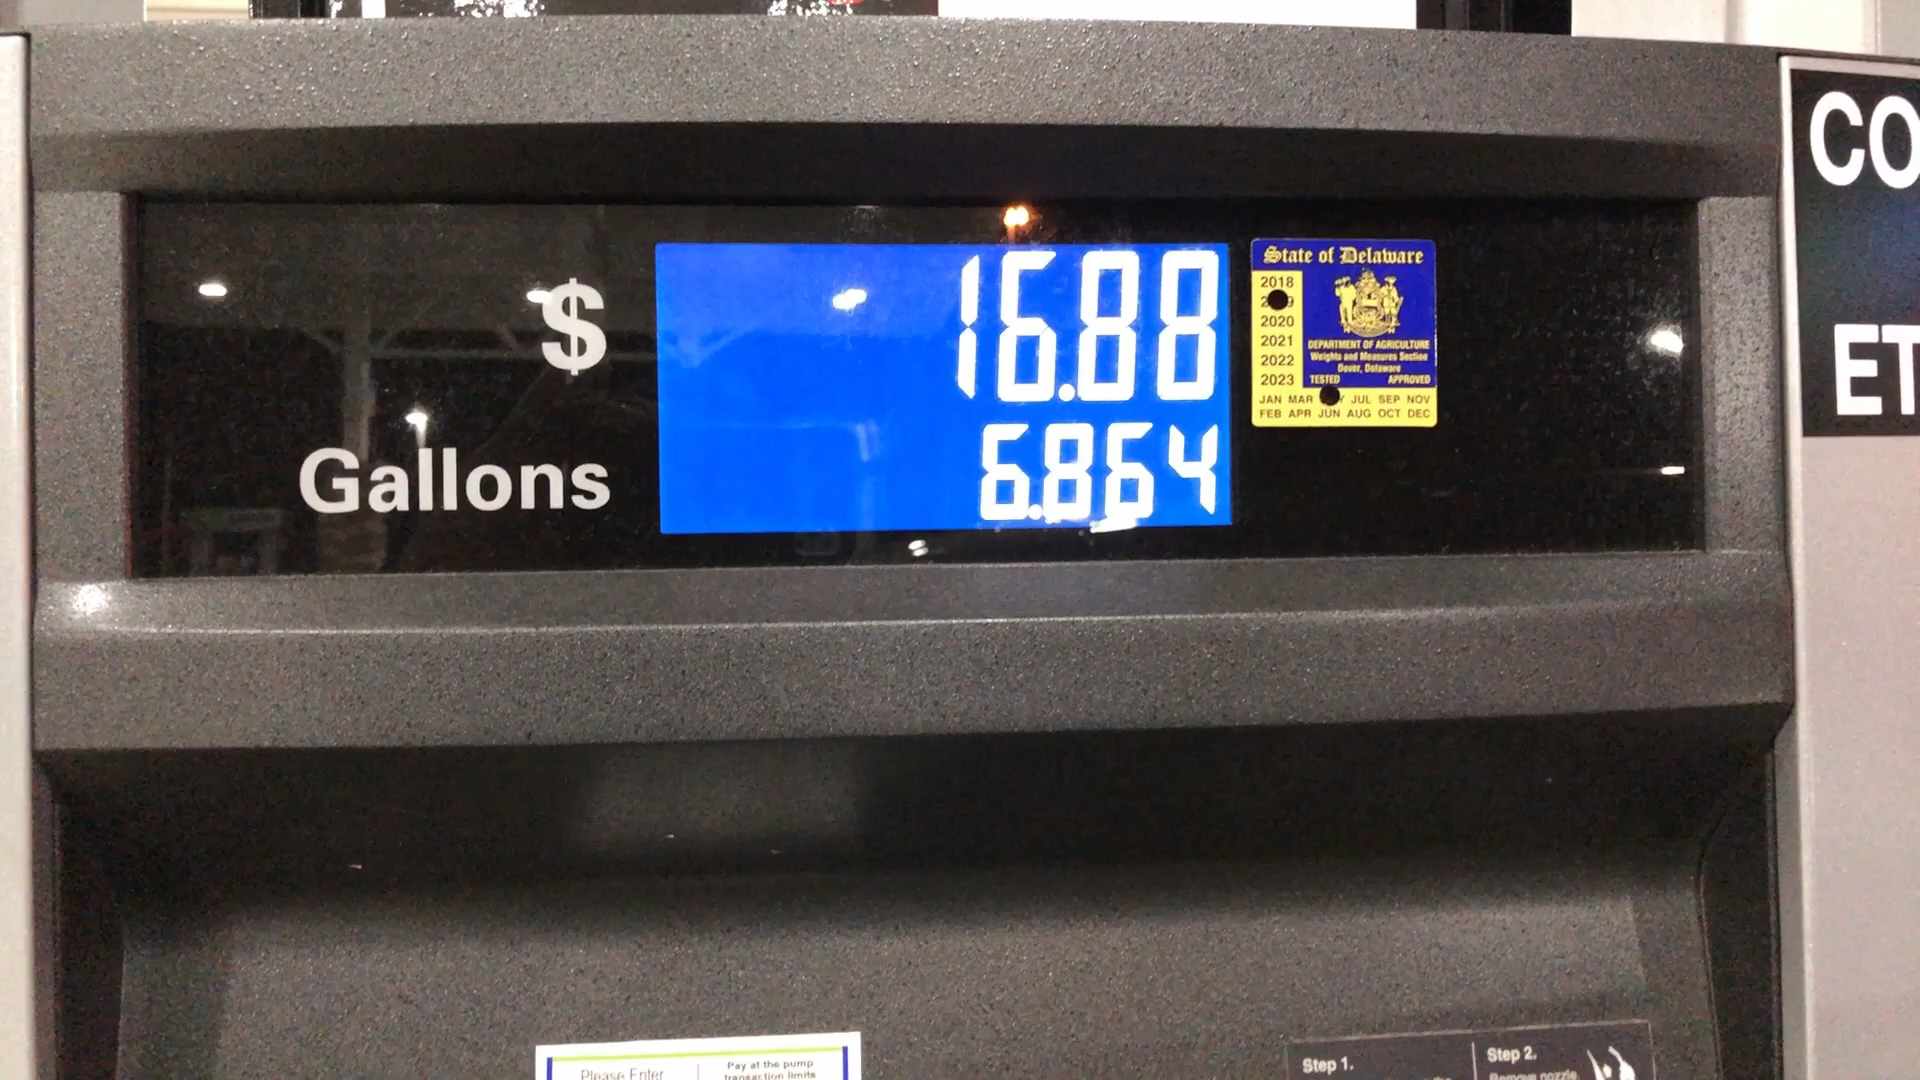 CO
ET
$ 16.88
Gallons 6.864
State of Delaware
2018
2020
2021
2022
2023
DEPARTMENT OF AGRICULTURE
Weights and Measures Section
Dover, Delaware
TESTED APPROVED
JAN MAR JUL SEP NOV
FEB APR JUN AUG OCT DEC
Please Enter
Pay at the pump
transaction limits
Step 1.
Step 2.
Remove nozzle.